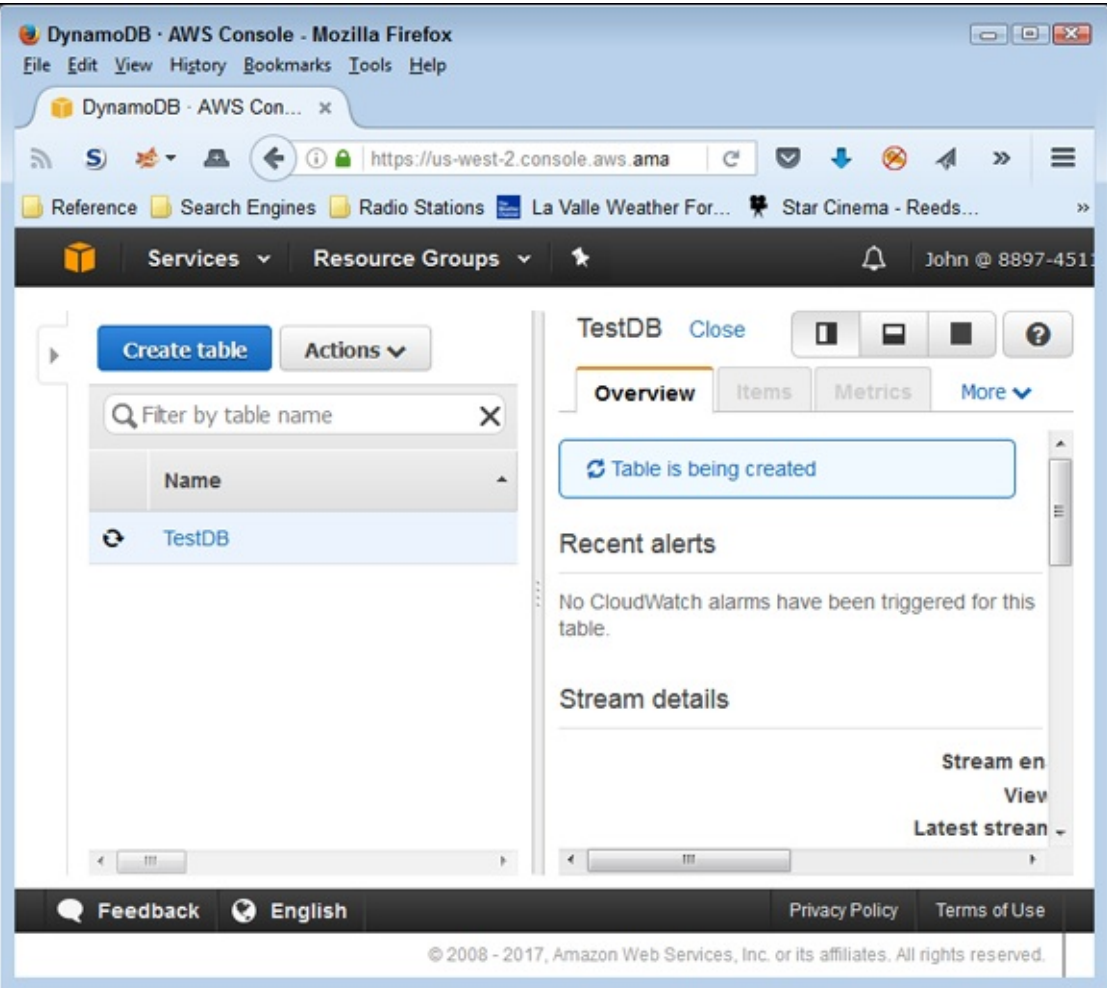 DynamoDB · AWS Console - Mozilla Firefox
File Edit View History Bookmarks Tools Help
DynamoDB · AWS Con... ×
https://us-west-2.console.aws.ama
Reference Search Engines Radio Stations La Valle Weather For... Star Cinema - Reeds... »
Services Resource Groups John @ 8897-4511
Create table Actions
Filter by table name
Name
TestDB
TestDB Close
Overview Items Metrics More
Table is being created
Recent alerts
No CloudWatch alarms have been triggered for this
table.
Stream details
Stream en
View
Latest stream
Feedback English Privacy Policy Terms of Use
© 2008 - 2017, Amazon Web Services, Inc. or its affiliates. All rights reserved.